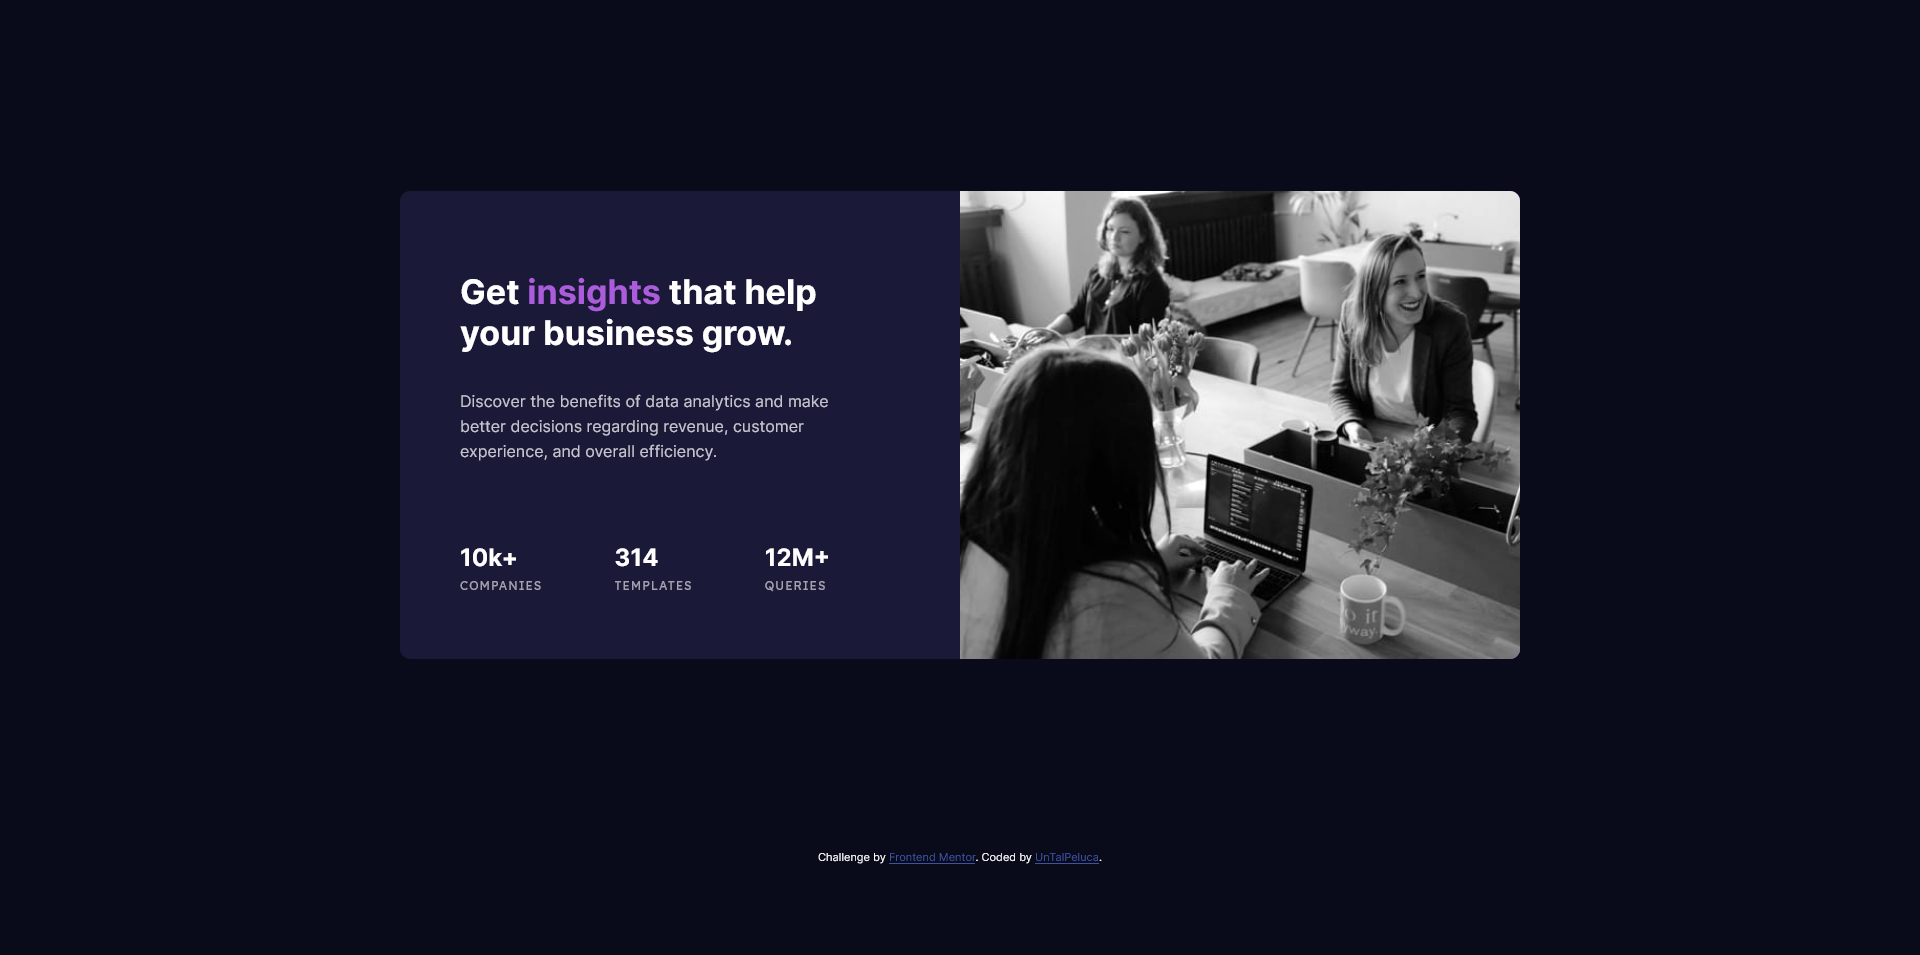 Get insights that help
your business grow.
Discover the benefits of data analytics and make
better decisions regarding revenue, customer
experience, and overall efficiency.
10k+
COMPANIES
314
TEMPLATES
12M+
QUERIES
Challenge by Frontend Mentor. Coded by UnTalPeluca.